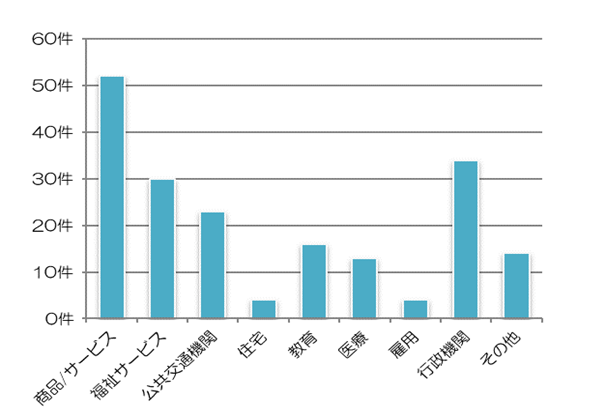 60件
50件
40件
30件
20件
10件
0件
商品/サービス
福祉サービス
公共交通機関
住宅
教育
医療
雇用
行政機関
その他